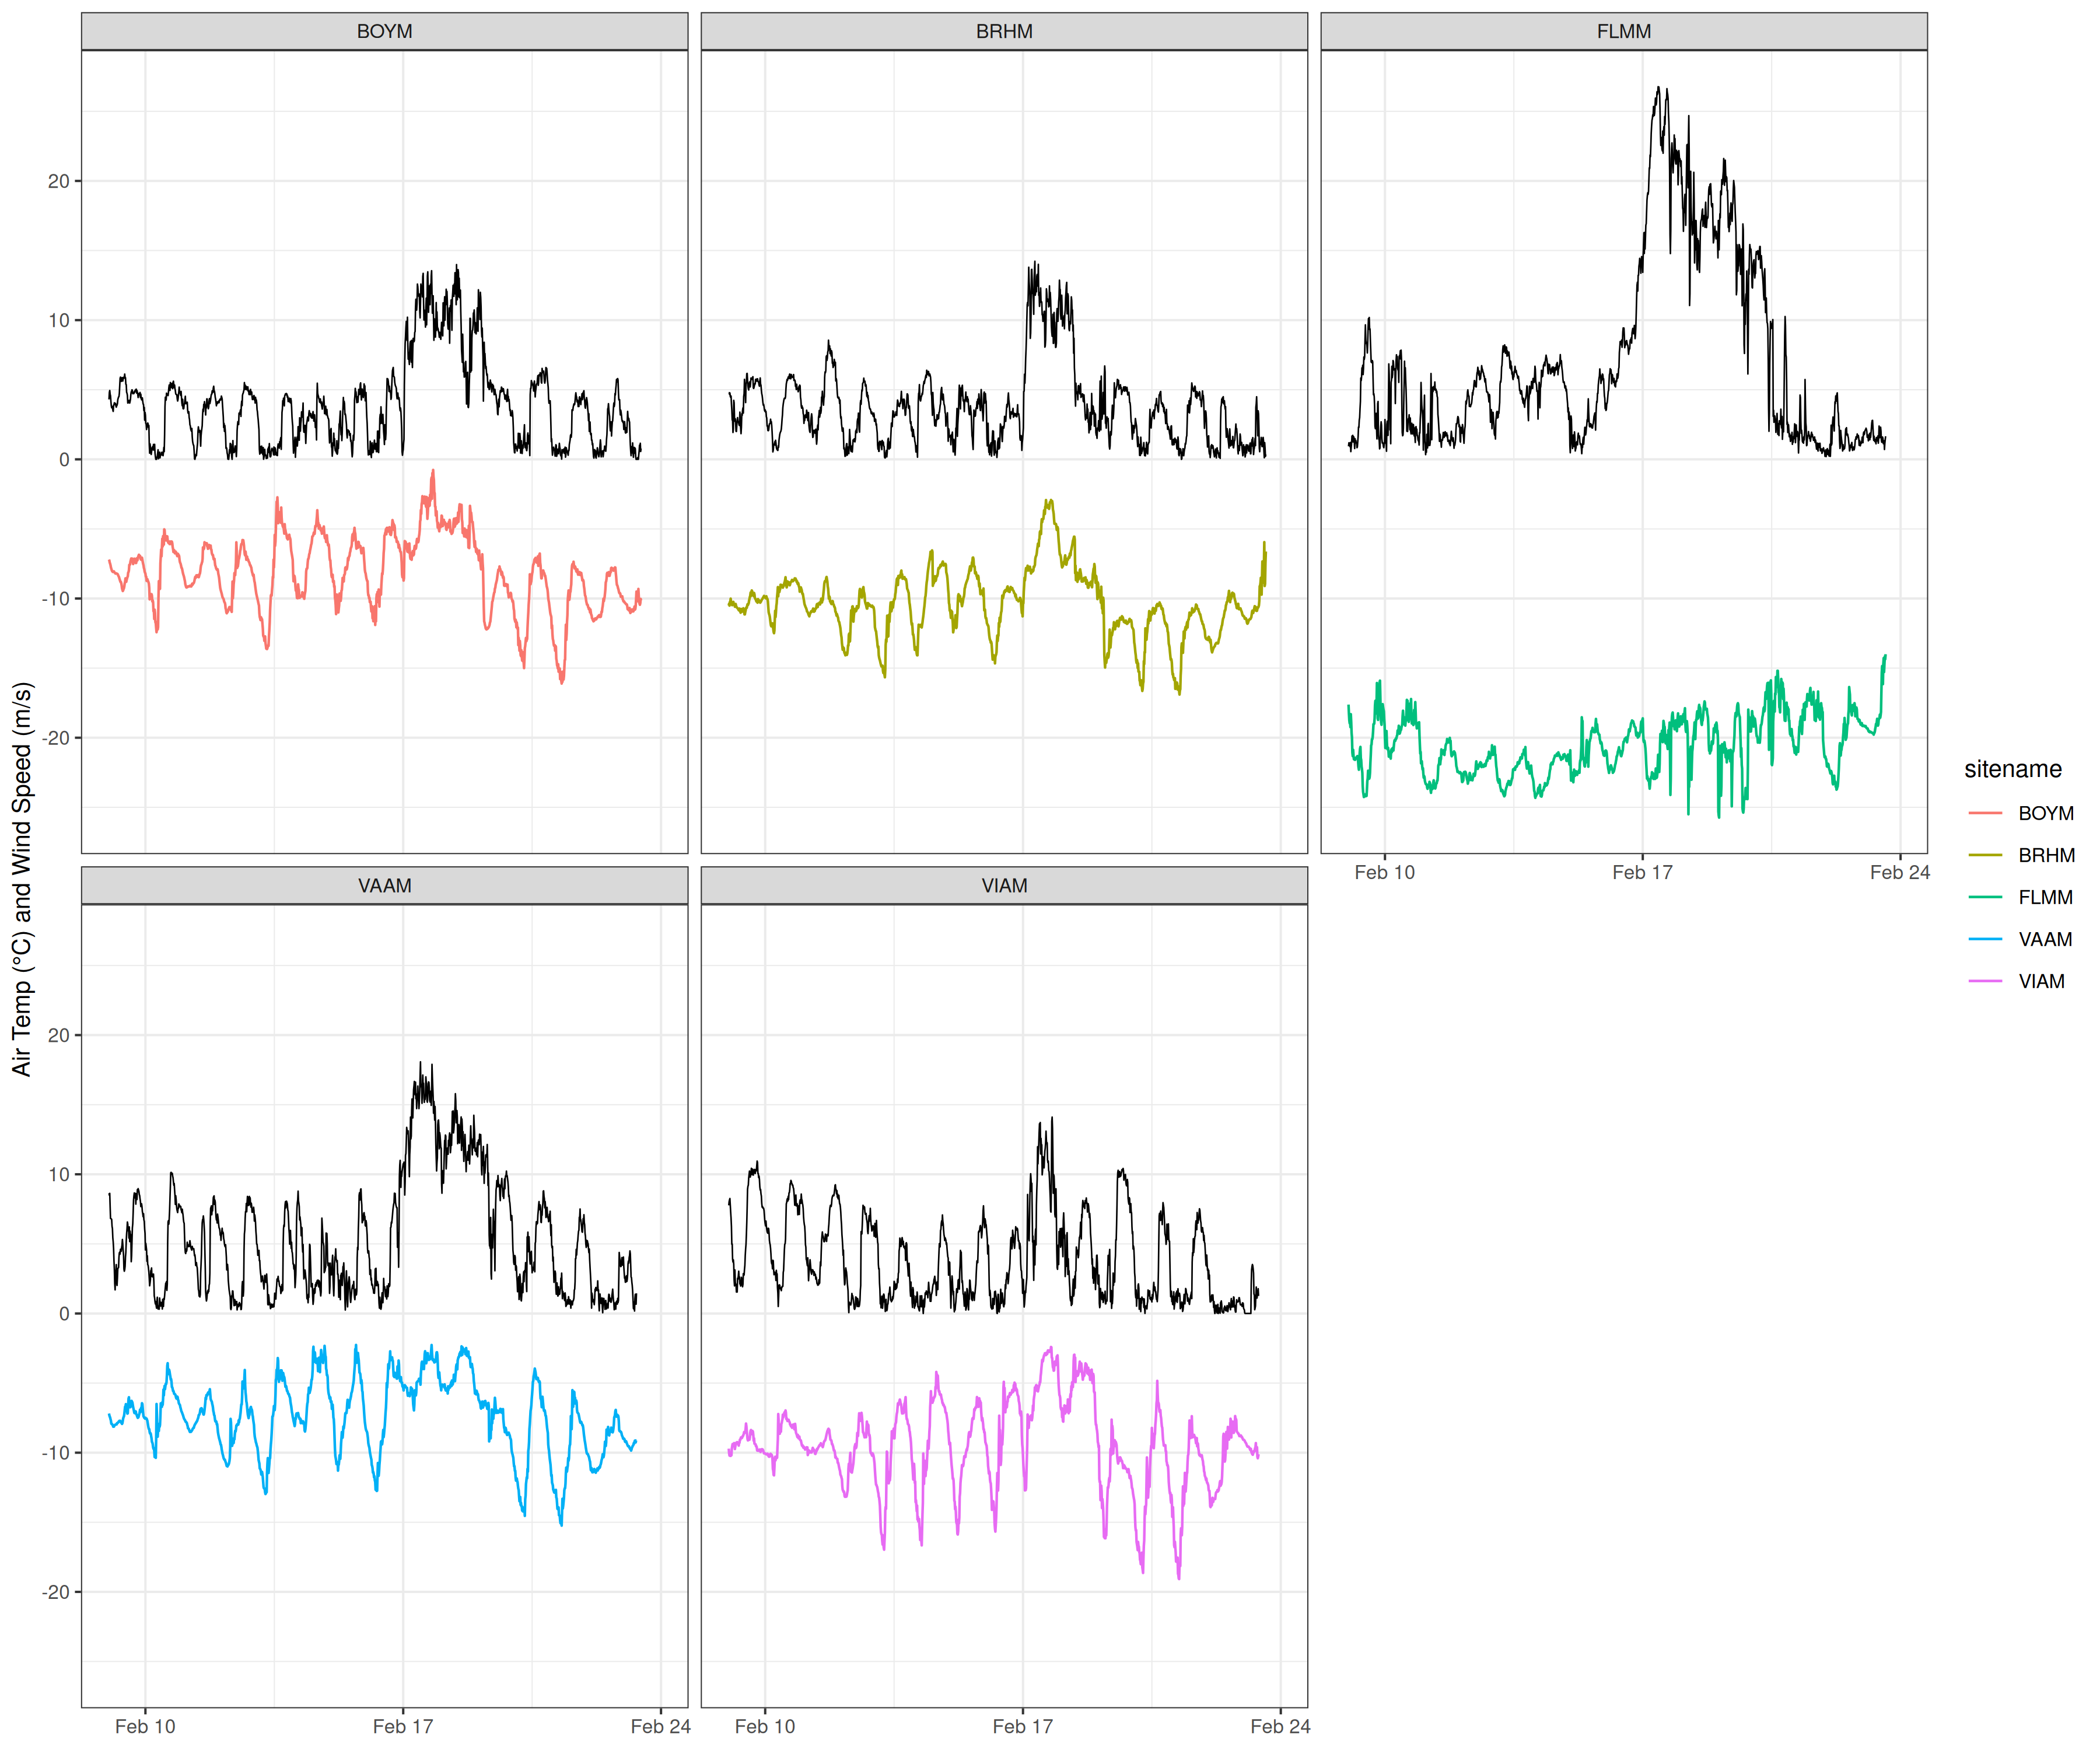 BOYM
BRHM
FLMM
20
10
0
-10
-20
Feb 10
Feb 17
Feb 24
VAAM
VIAM
20
10
0
-10
-20
Feb 10
Feb 17
Feb 24
Feb 10
Feb 17
Feb 24
Air Temp (°C) and Wind Speed (m/s)
sitename
BOYM
BRHM
FLMM
VAAM
VIAM